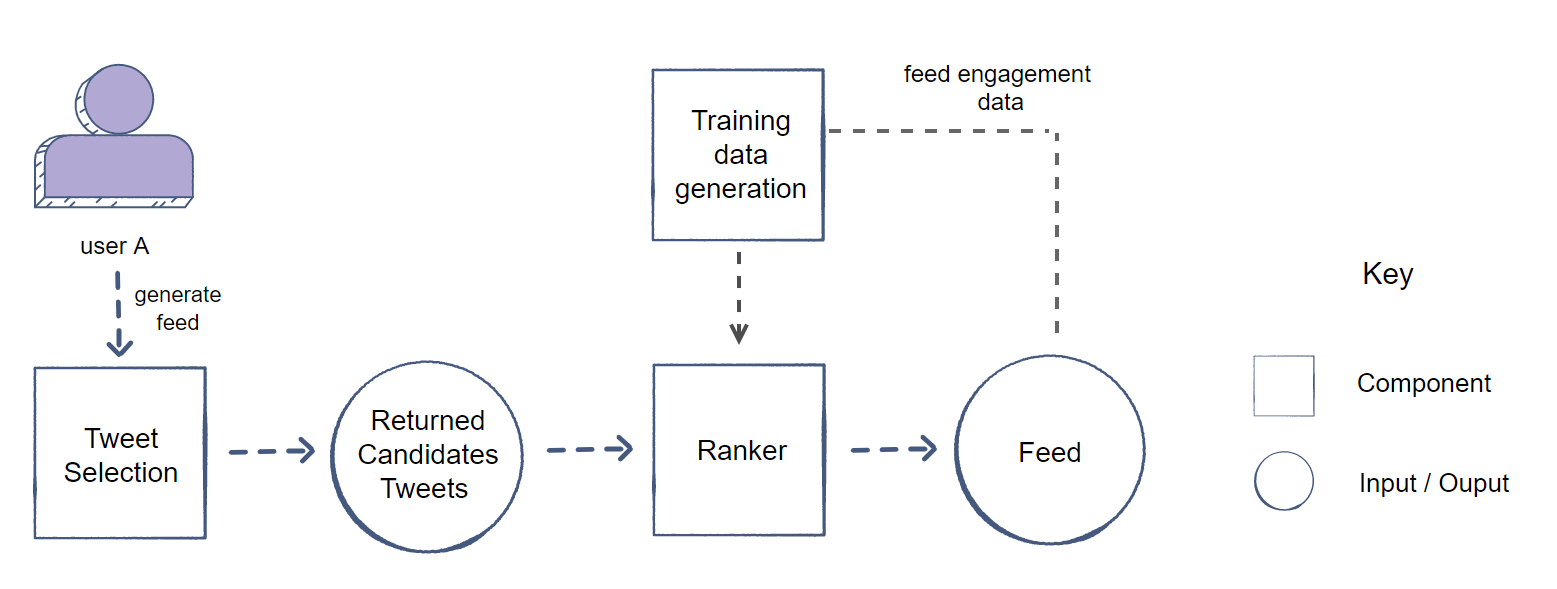 user A
generate
feed
Tweet
Selection
Returned
Candidates
Tweets
Training
data
generation
Ranker
feed engagement
data
Feed
Key
Component
Input / Ouput